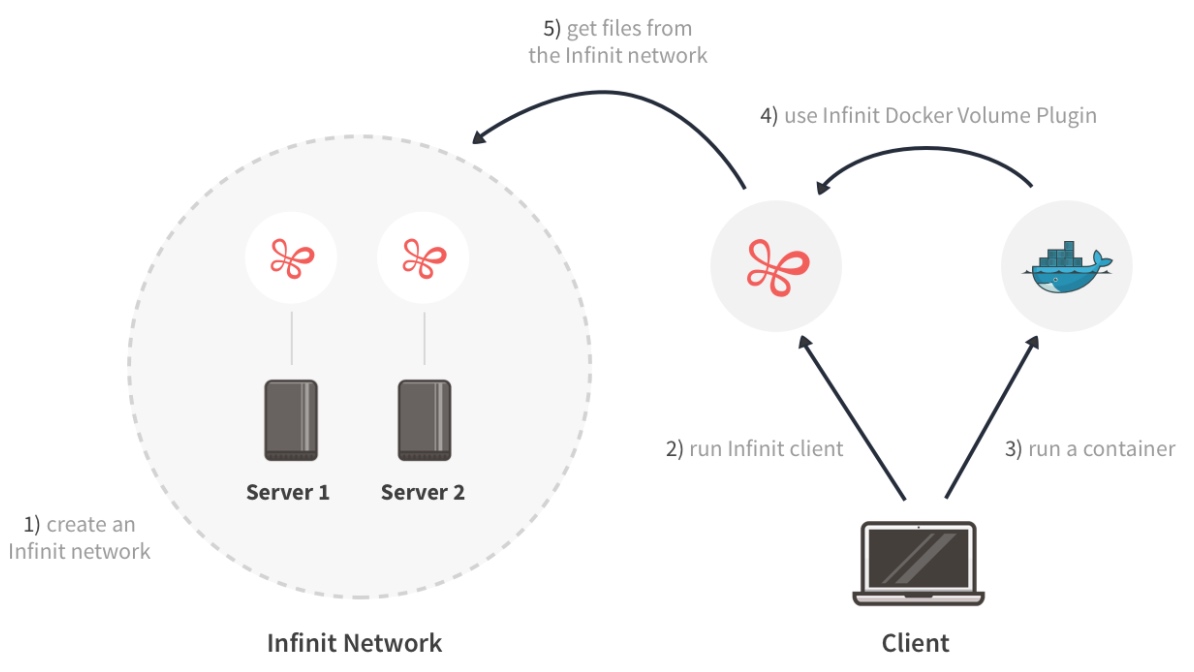 5) get files from
the Infinit network
4) use Infinit Docker Volume Plugin
2) run Infinit client
3) run a container
Server 1
Server 2
1) create an
Infinit network
Infinit Network
Client